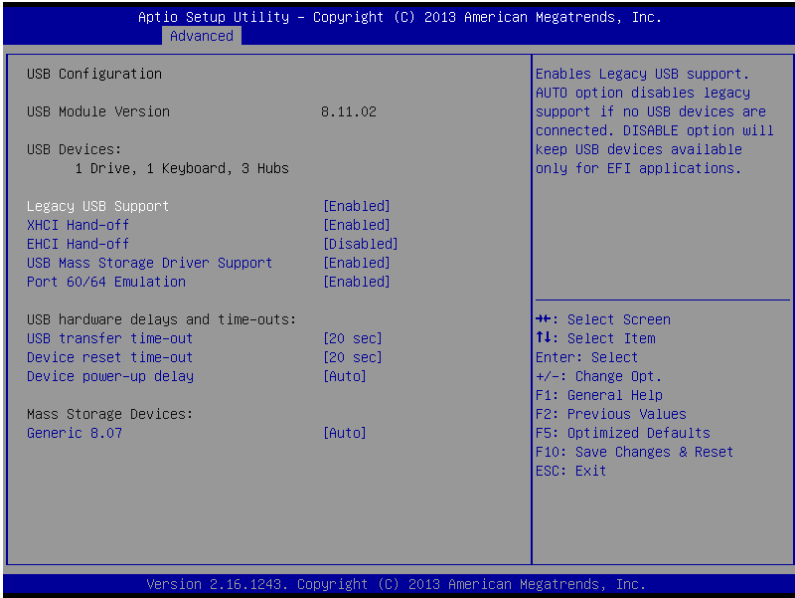 Aptio Setup Utility – Copyright (C) 2013 American Megatrends, Inc.
Advanced
USB Configuration
USB Module Version 8.11.02
USB Devices:
1 Drive, 1 Keyboard, 3 Hubs
Legacy USB Support [Enabled]
XHCI Hand-off [Enabled]
EHCI Hand-off [Disabled]
USB Mass Storage Driver Support [Enabled]
Port 60/64 Emulation [Enabled]
USB hardware delays and time-outs:
USB transfer time-out [20 sec]
Device reset time-out [20 sec]
Device power-up delay [Auto]
Mass Storage Devices:
Generic 8.07 [Auto]
Enables Legacy USB support.
AUTO option disables legacy
support if no USB devices are
connected. DISABLE option will
keep USB devices available
only for EFI applications.
→←: Select Screen
↑↓: Select Item
Enter: Select
+/-: Change Opt.
F1: General Help
F2: Previous Values
F5: Optimized Defaults
F10: Save Changes & Reset
ESC: Exit
Version 2.16.1243. Copyright (C) 2013 American Megatrends, Inc.